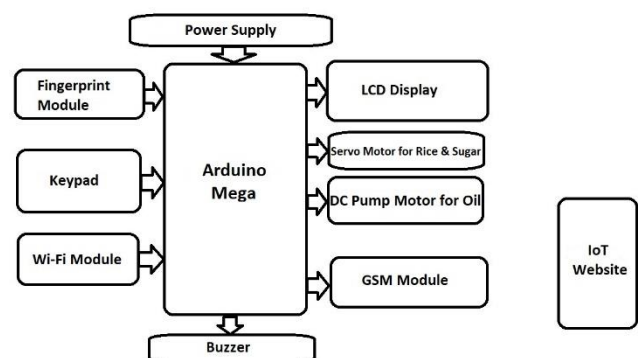 Power Supply
Fingerprint
Module
Keypad
Wi-Fi Module
Arduino
Mega
LCD Display
Servo Motor for Rice & Sugar
DC Pump Motor for Oil
GSM Module
Buzzer
IoT
Website